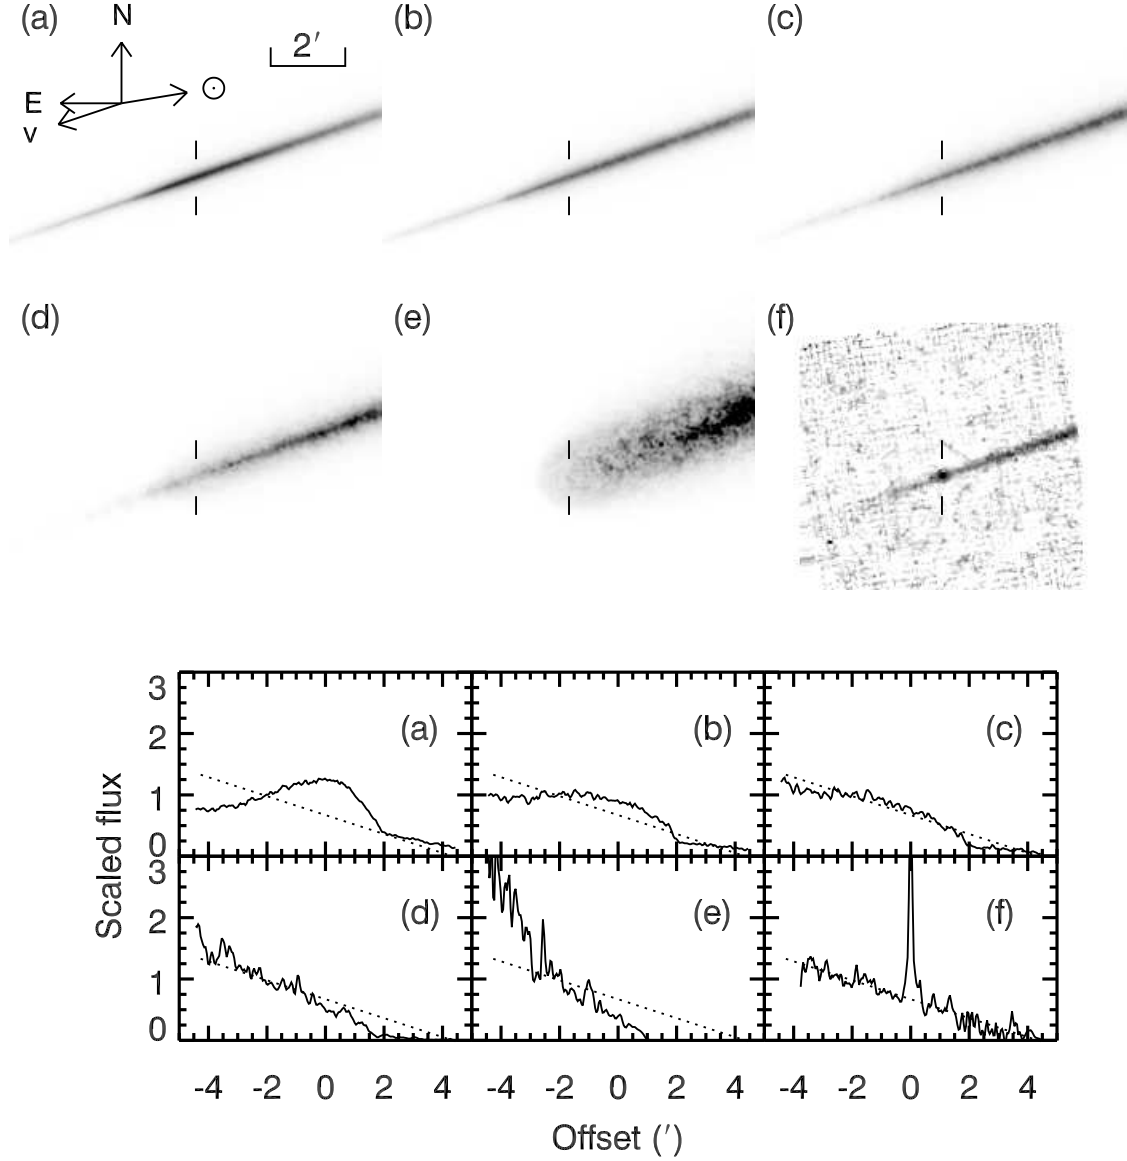 (a) (b) (c)
N
2′
E
v
(d) (e) (f)
3 (a) (b) (c)
2
1
0
3 (d) (e) (f)
2
1
0
Scaled flux
-4 -2 0 2 4 -4 -2 0 2 4 -4 -2 0 2 4
Offset (′)